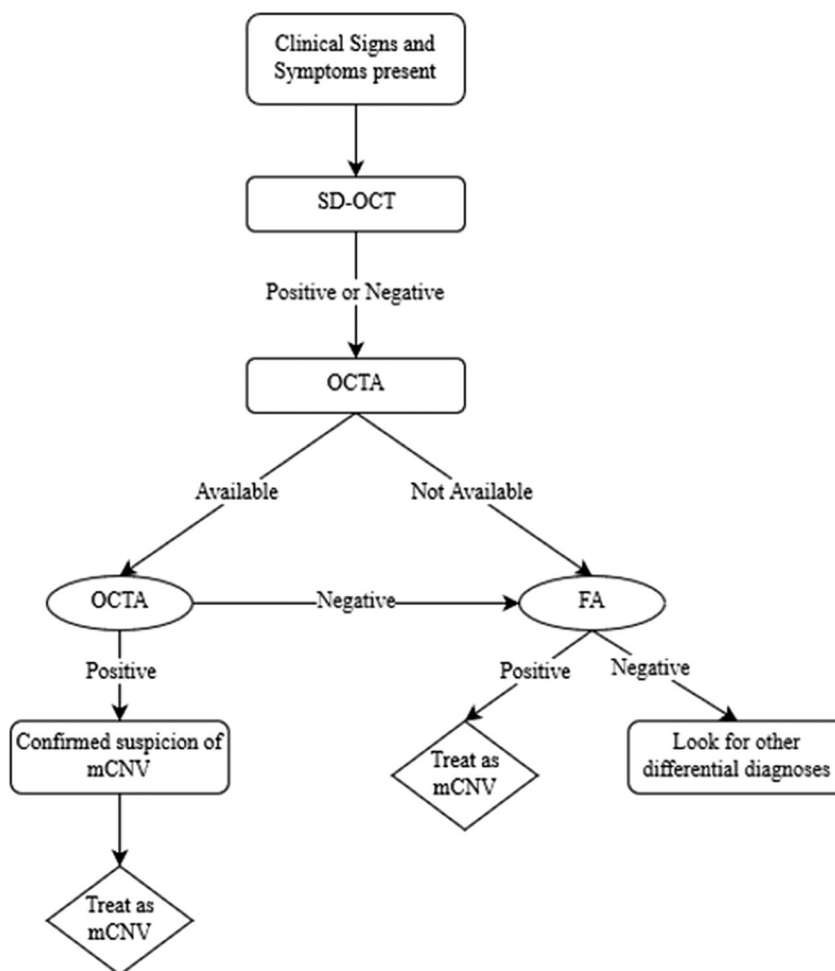 Clinical Signs and
Symptoms present
SD-OCT
Positive or Negative
OCTA
Available
Not Available
OCTA
Negative
FA
Positive
Positive
Negative
Confirmed suspicion of
mCNV
Treat as
mCNV
Look for other
differential diagnoses
Treat as
mCNV